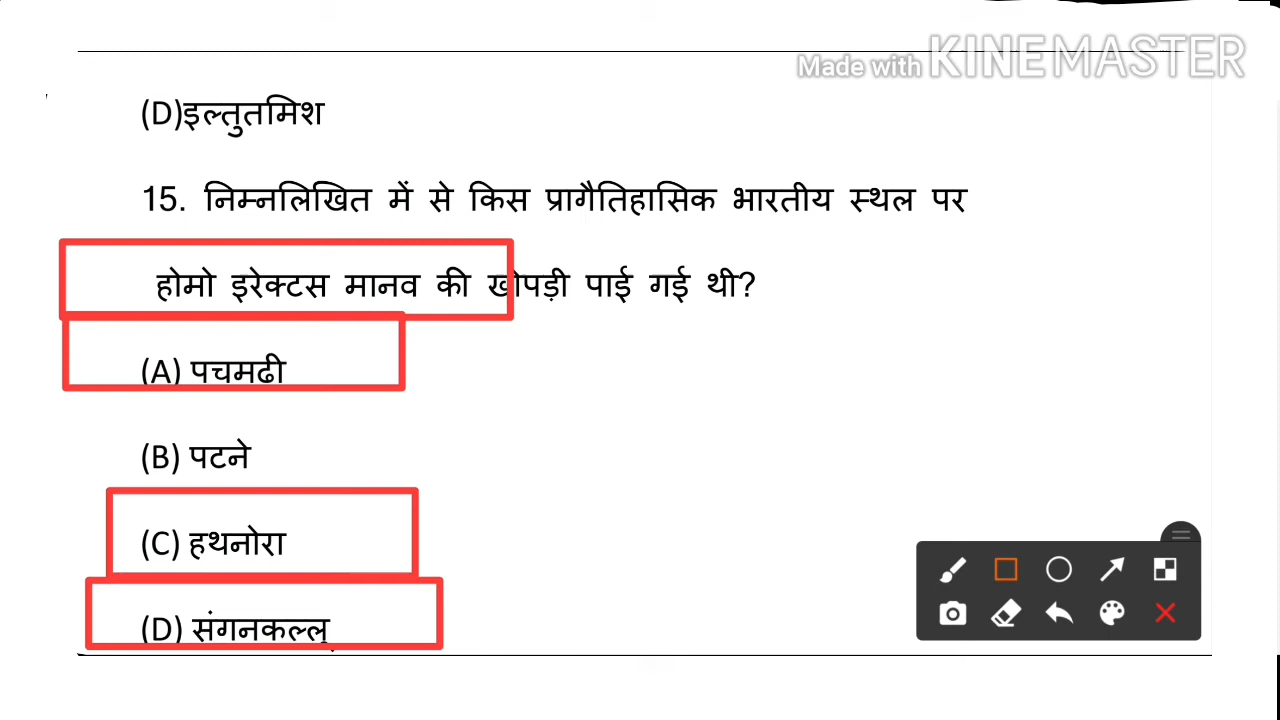 Made with KINEMASTER
(D)इल्तुतमिश
15. निम्नलिखित में से किस प्रागैतिहासिक भारतीय स्थल पर
होमो इरेक्टस मानव की खोपड़ी पाई गई थी?
(A) पचमढी
(B) पटने
(C) हथनोरा
(D) संगनकल्लू